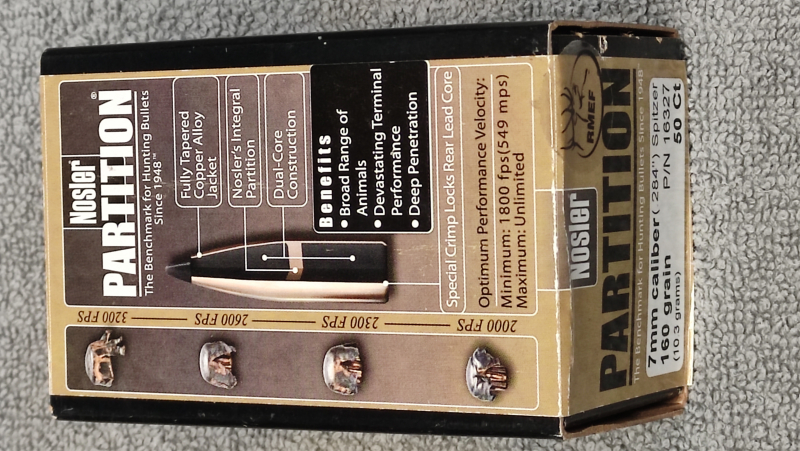 Nosler®
PARTITION
The Benchmark for Hunting Bullets
Since 1948™
Fully Tapered
Copper Alloy
Jacket
Nosler's Integral
Partition
Dual-Core
Construction
Benefits
• Broad Range of
Animals
• Devastating Terminal
Performance
• Deep Penetration
Special Crimp Locks Rear Lead Core
Optimum Performance Velocity:
Minimum: 1800 fps(549 mps)
Maximum: Unlimited
3200 FPS
2600 FPS
2300 FPS
2000 FPS
RMEF
Nosler
PARTITION
The Benchmark for Hunting Bullets Since 1948
7mm caliber(.284") Spitzer
160 grain P/N 16327
(10.3 grams) 50 Ct